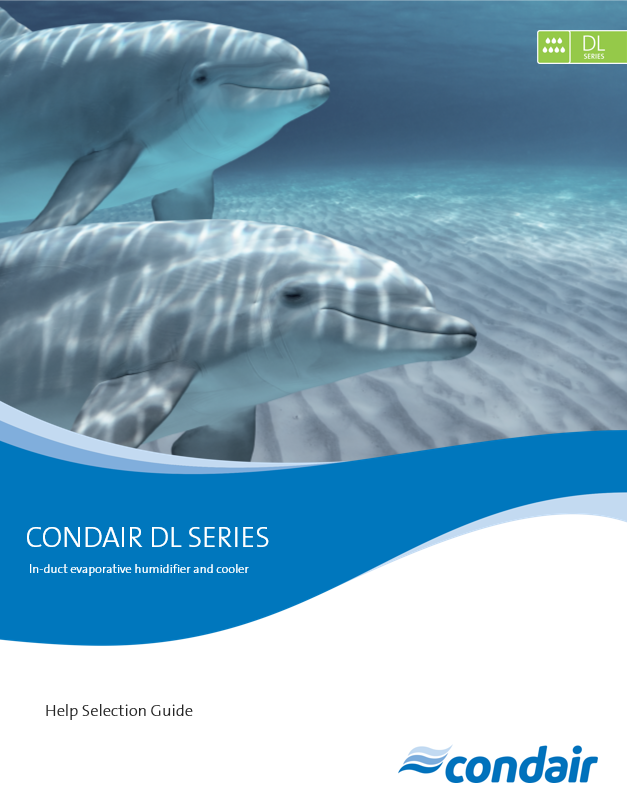 DL
SERIES
CONDAIR DL SERIES
In-duct evaporative humidifier and cooler
Help Selection Guide
condair